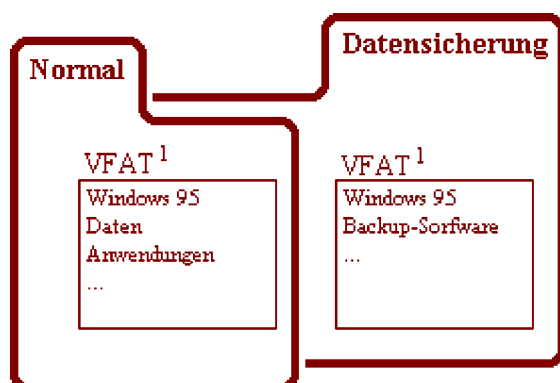 Normal
VFAT 1
Windows 95
Daten
Anwendungen
...
Datensicherung
VFAT 1
Windows 95
Backup-Sorfware
...